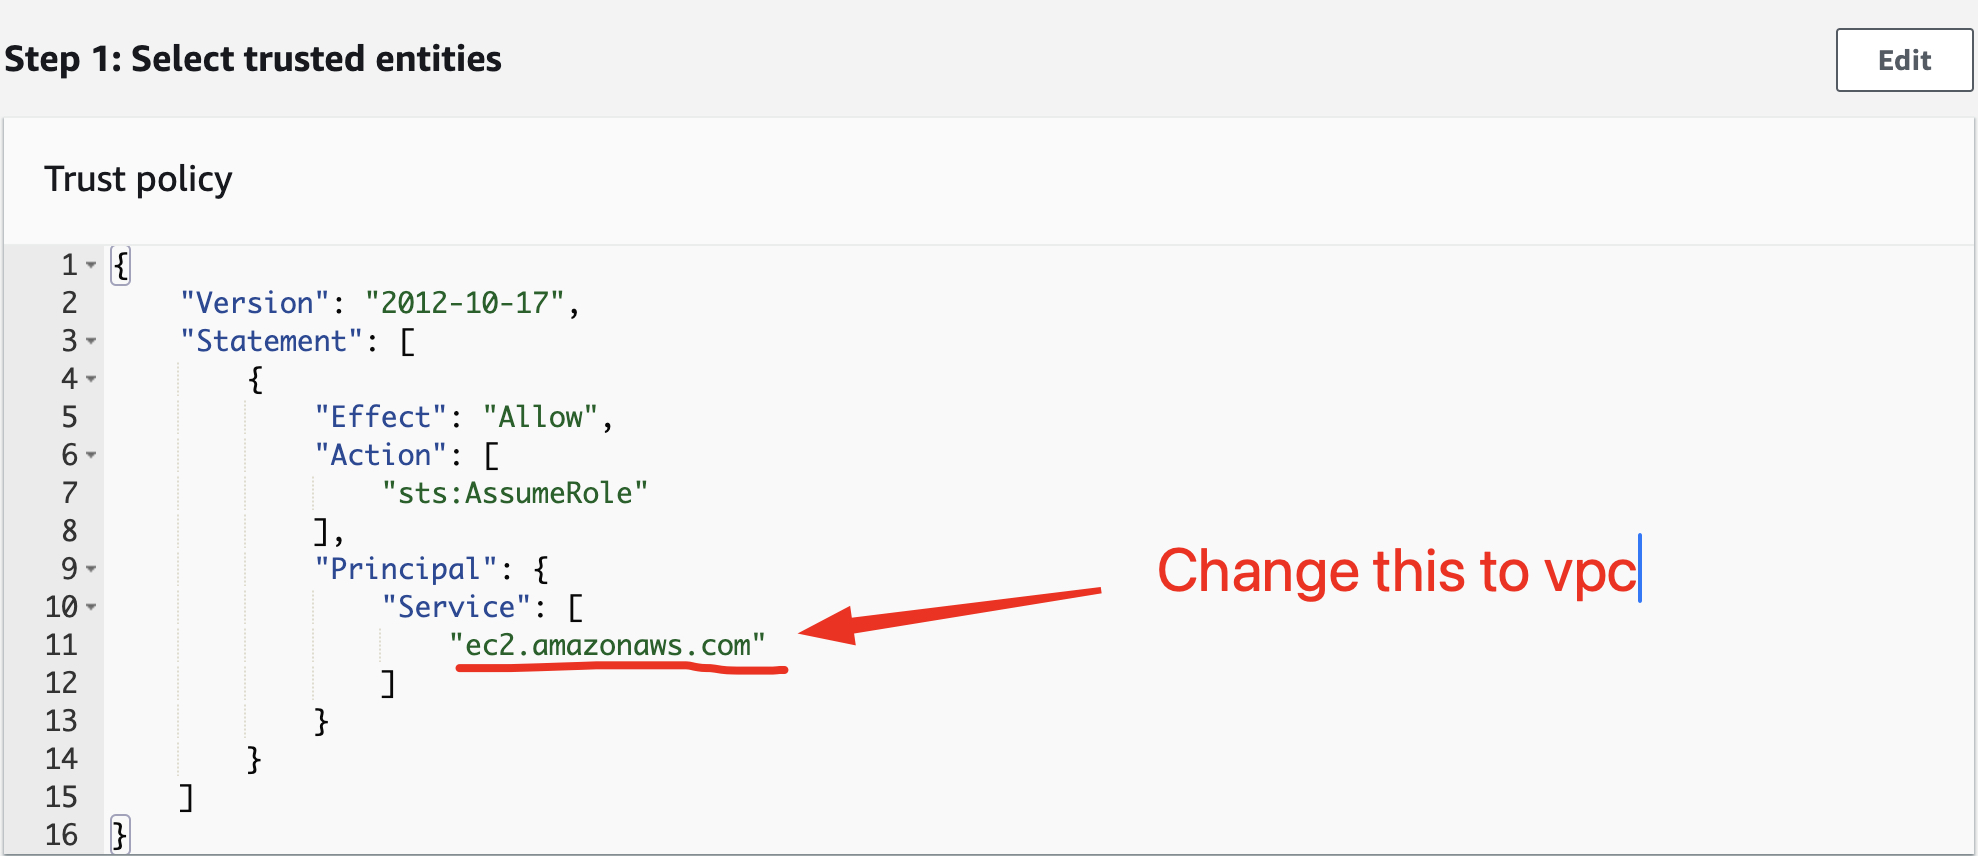 Step 1: Select trusted entities
Edit
Trust policy
1 {
2 "Version": "2012-10-17",
3 "Statement": [
4 {
5 "Effect": "Allow",
6 "Action": [
7 "sts:AssumeRole"
8 ],
9 "Principal": {
10 "Service": [
11 "ec2.amazonaws.com"
12 ]
13 }
14 }
15 ]
16 }
Change this to vpc